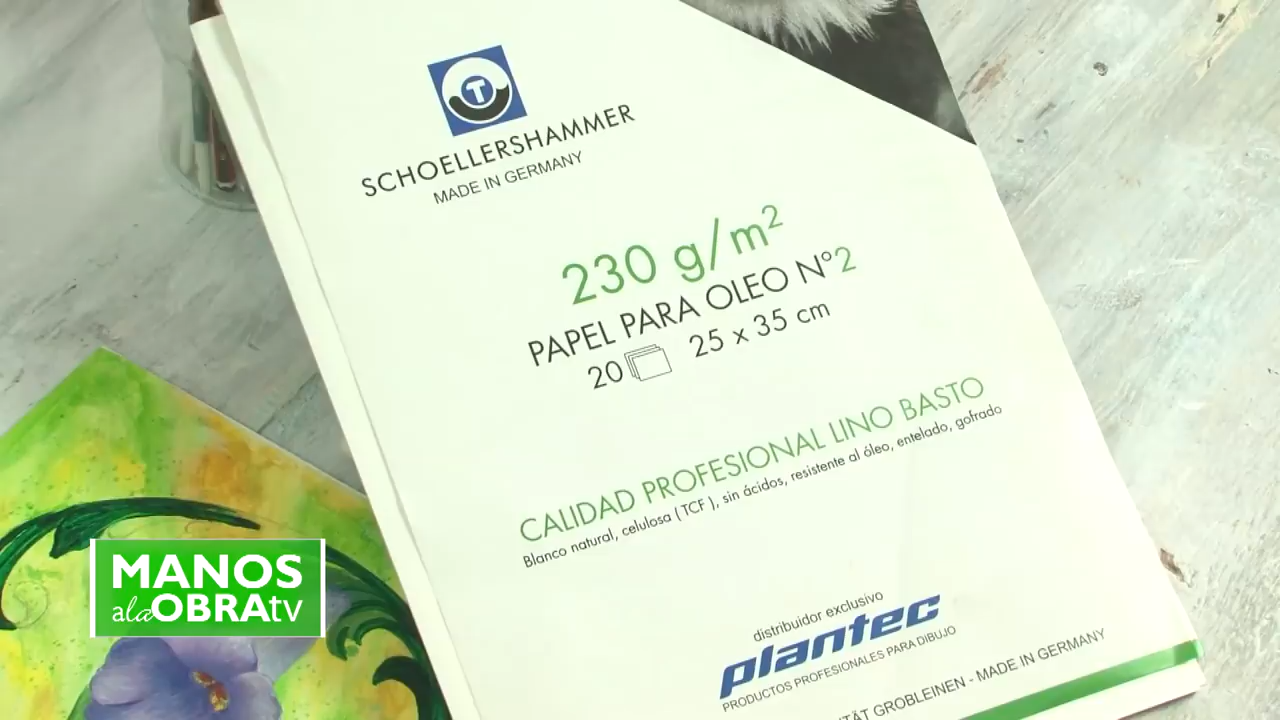 T
SCHOELLERSHAMMER
MADE IN GERMANY
230 g/m²
PAPEL PARA OLEO N°2
20 25 x 35 cm
CALIDAD PROFESIONAL LINO BASTO
Blanco natural, celulosa ( TCF ), sin ácidos, resistente al óleo, entelado, gofrado
distribuidor exclusivo
plantec
PRODUCTOS PROFESIONALES PARA DIBUJO
GROBLEINEN - MADE IN GERMANY
MANOS
a la OBRA tv